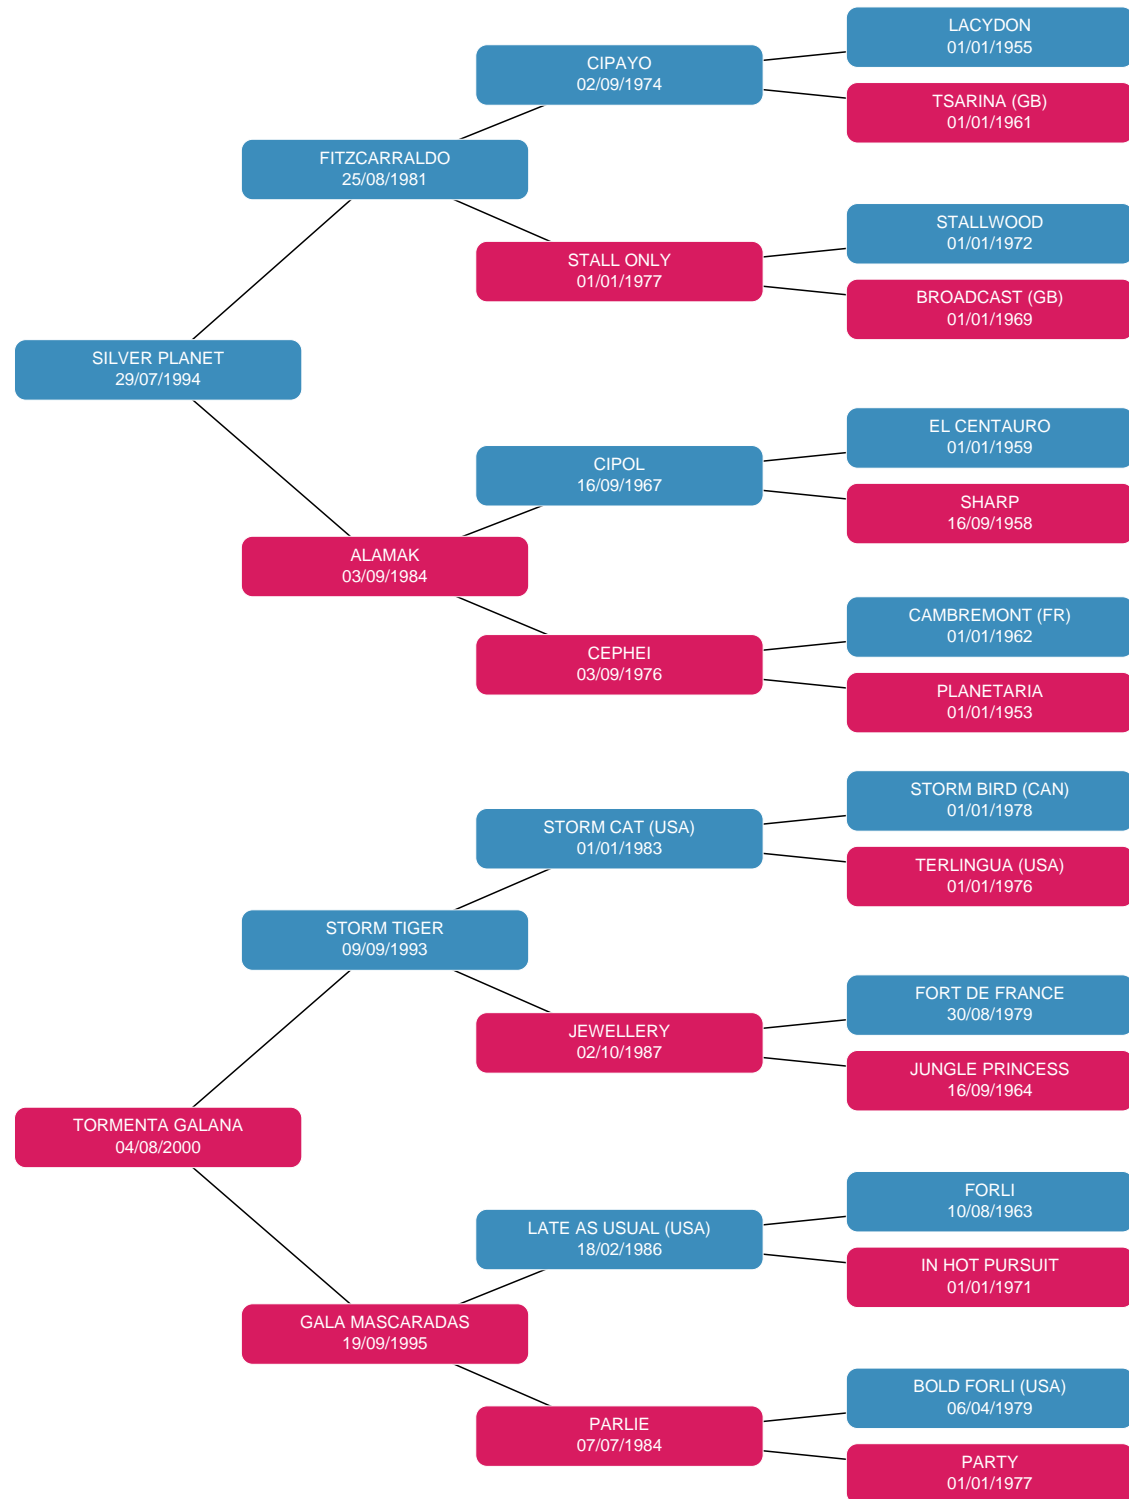 LACYDON
01/01/1955
CIPAYO
02/09/1974
TSARINA (GB)
01/01/1961
FITZCARRALDO
25/08/1981
STALLWOOD
01/01/1972
STALL ONLY
01/01/1977
BROADCAST (GB)
01/01/1969
SILVER PLANET
29/07/1994
EL CENTAURO
01/01/1959
CIPOL
16/09/1967
SHARP
16/09/1958
ALAMAK
03/09/1984
CAMBREMONT (FR)
01/01/1962
CEPHEI
03/09/1976
PLANETARIA
01/01/1953
STORM BIRD (CAN)
01/01/1978
STORM CAT (USA)
01/01/1983
TERLINGUA (USA)
01/01/1976
STORM TIGER
09/09/1993
FORT DE FRANCE
30/08/1979
JEWELLERY
02/10/1987
JUNGLE PRINCESS
16/09/1964
TORMENTA GALANA
04/08/2000
FORLI
10/08/1963
LATE AS USUAL (USA)
18/02/1986
IN HOT PURSUIT
01/01/1971
GALA MASCARADAS
19/09/1995
BOLD FORLI (USA)
06/04/1979
PARLIE
07/07/1984
PARTY
01/01/1977